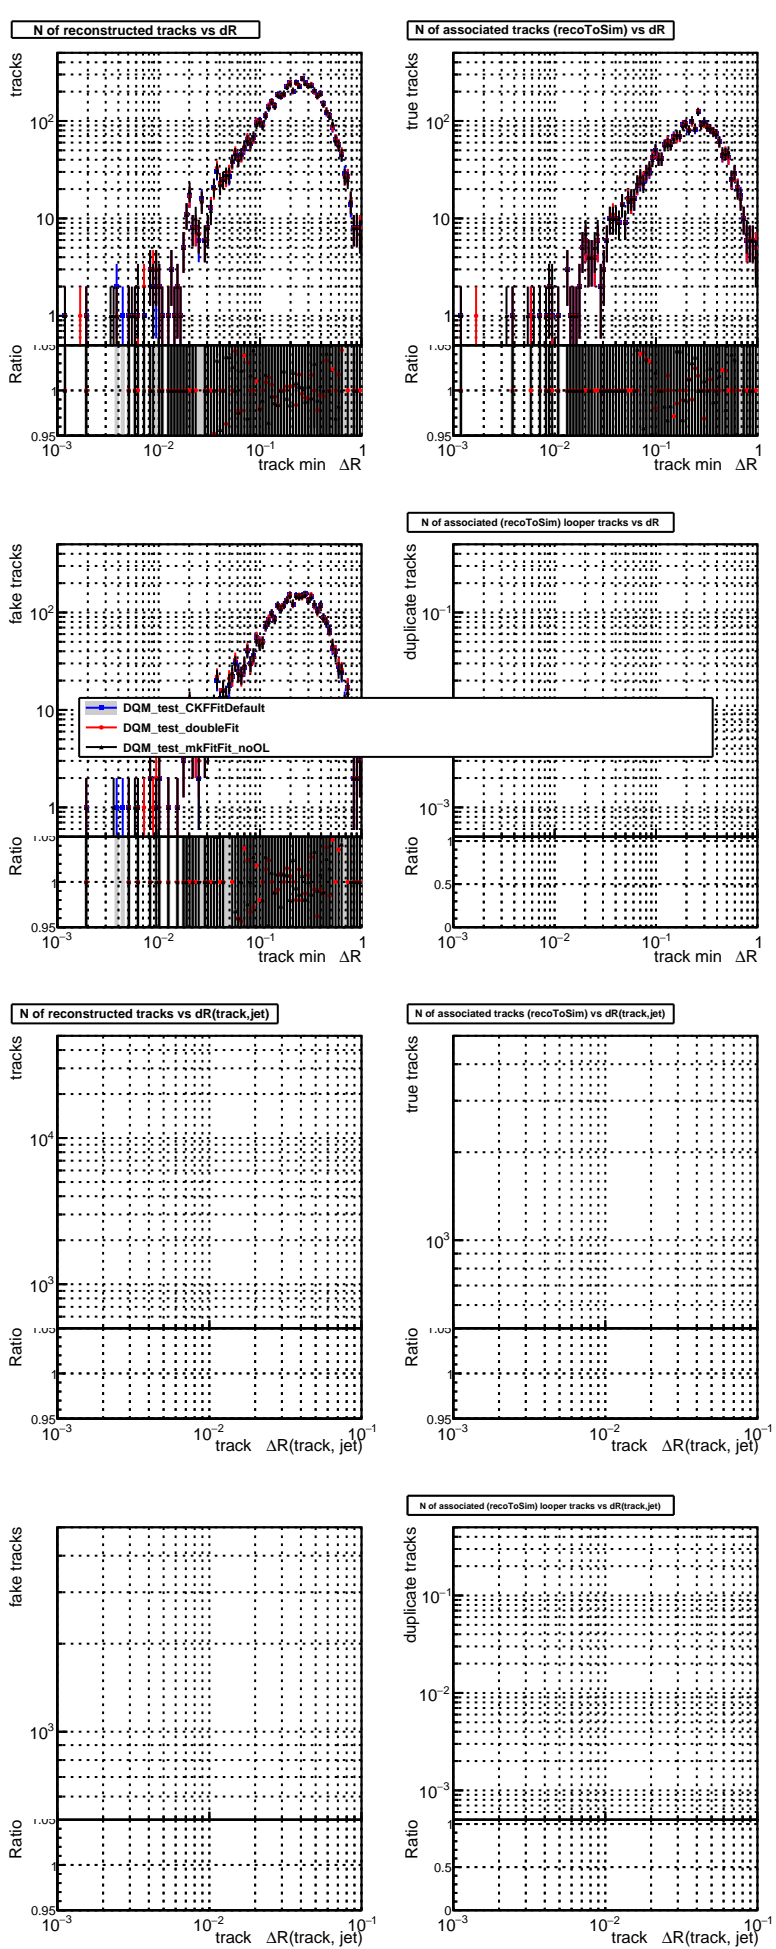 N of reconstructed tracks vs dR
tracks
10²
10
1
Ratio
1.05
1
0.95
10⁻³ 10⁻² 10⁻¹ 1
track min ΔR
N of associated tracks (recoToSim) vs dR
true tracks
10²
10
1
Ratio
1.05
1
0.95
10⁻³ 10⁻² 10⁻¹ 1
track min ΔR
fake tracks
10²
10
1
Ratio
1.05
1
0.95
10⁻³ 10⁻² 10⁻¹ 1
track min ΔR
N of associated (recoToSim) looper tracks vs dR
duplicate tracks
10⁻¹
10⁻³
Ratio
1
0.5
0
10⁻³ 10⁻² 10⁻¹ 1
track min ΔR
DQM_test_CKFFitDefault
DQM_test_doubleFit
DQM_test_mkFitFit_noOL
N of reconstructed tracks vs dR(track,jet)
tracks
10⁴
10³
Ratio
1.05
1
0.95
10⁻³ 10⁻² 10⁻¹
track ΔR(track, jet)
N of associated tracks (recoToSim) vs dR(track,jet)
true tracks
10³
Ratio
1.05
1
0.95
10⁻³ 10⁻² 10⁻¹
track ΔR(track, jet)
fake tracks
10³
Ratio
1.05
1
0.95
10⁻³ 10⁻² 10⁻¹
track ΔR(track, jet)
N of associated (recoToSim) looper tracks vs dR(track,jet)
duplicate tracks
10⁻¹
10⁻²
10⁻³
Ratio
1
0.5
0
10⁻³ 10⁻² 10⁻¹
track ΔR(track, jet)